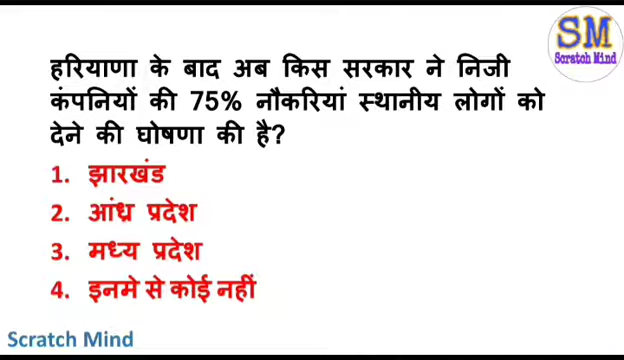 SM
Scratch Mind
हरियाणा के बाद अब किस सरकार ने निजी
कंपनियों की 75% नौकरियां स्थानीय लोगों को
देने की घोषणा की है?
1. झारखंड
2. आंध्र प्रदेश
3. मध्य प्रदेश
4. इनमे से कोई नहीं
Scratch Mind